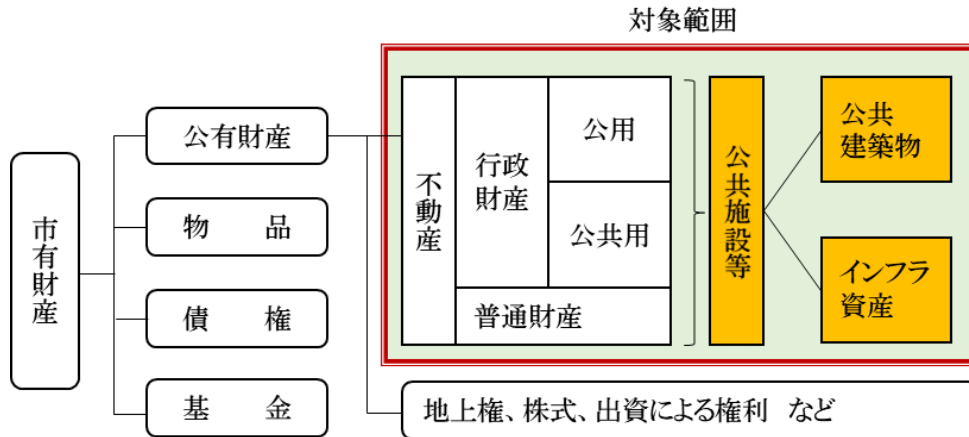 対象範囲
市有財産
公有財産
物　品
債　権
基　金
不動産
行政
財産
公用
公共用
普通財産
公共施設等
公共
建築物
インフラ
資産
地上権、株式、出資による権利　など